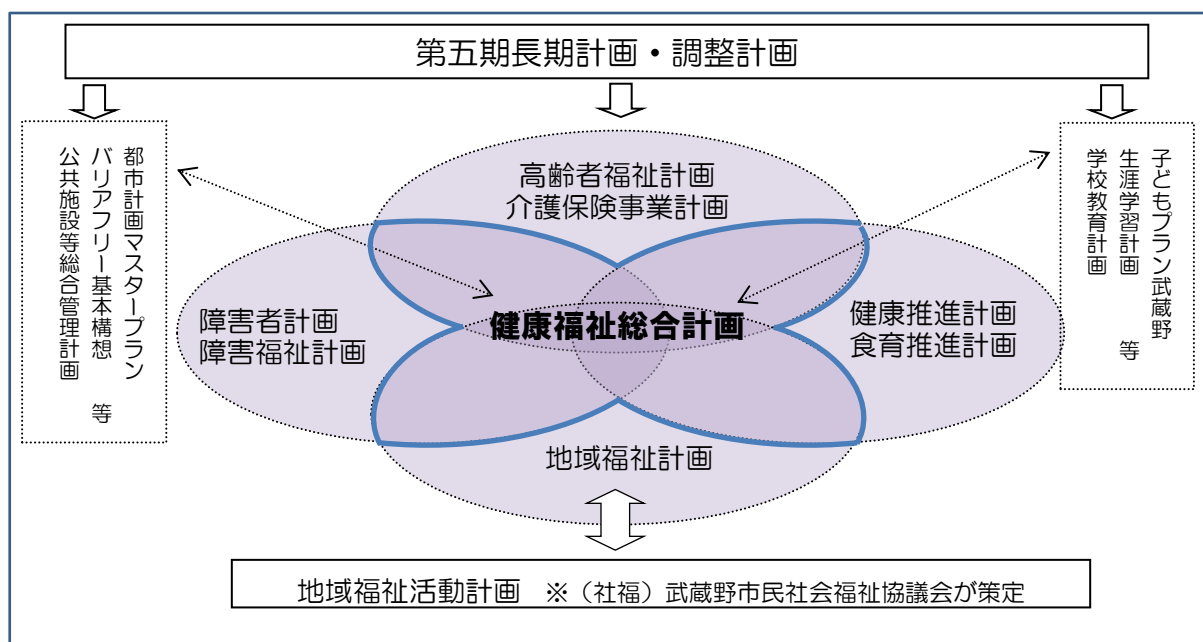 第五期長期計画・調整計画
都市計画マスタープラン
バリアフリー基本構想　等
公共施設等総合管理計画
高齢者福祉計画
介護保険事業計画
子どもプラン武蔵野
生涯学習計画　等
学校教育計画
障害者計画
障害福祉計画
健康福祉総合計画
健康推進計画
食育推進計画
地域福祉計画
地域福祉活動計画　※（社福）武蔵野市民社会福祉協議会が策定